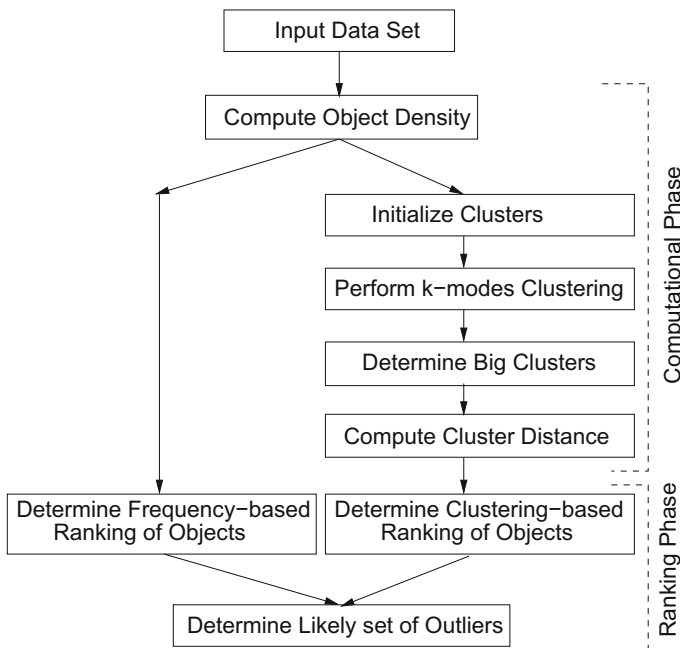 Input Data Set
Compute Object Density
Initialize Clusters
Perform k−modes Clustering
Determine Big Clusters
Compute Cluster Distance
Computational Phase
Determine Frequency−based
Ranking of Objects
Determine Clustering−based
Ranking of Objects
Ranking Phase
Determine Likely set of Outliers